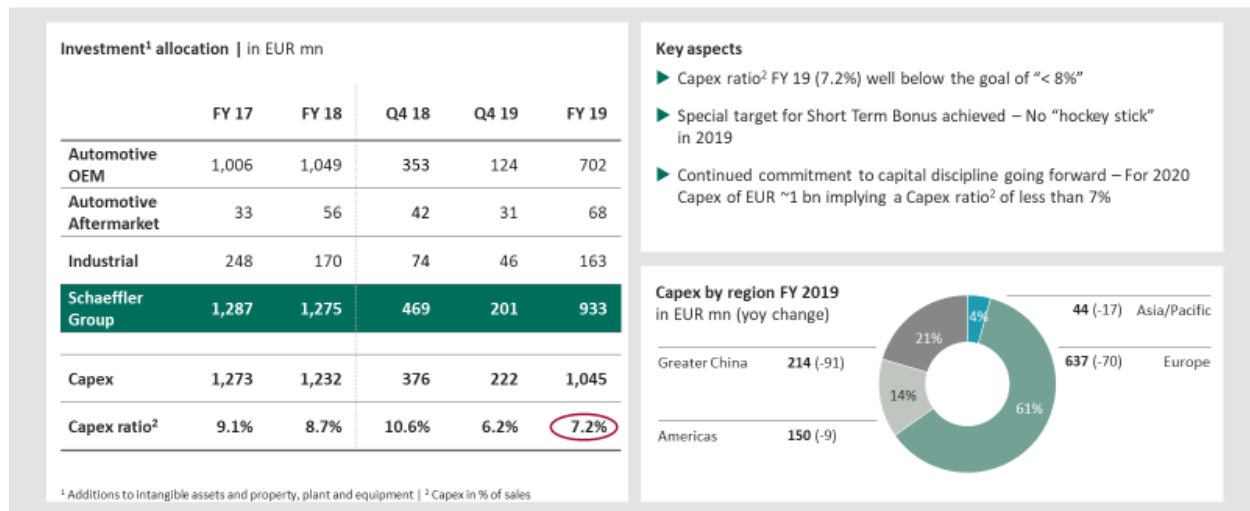 Investment¹ allocation | in EUR mn
FY 17 FY 18 Q4 18 Q4 19 FY 19
Automotive
OEM
1,006 1,049 353 124 702
Automotive
Aftermarket
33 56 42 31 68
Industrial 248 170 74 46 163
Schaeffler
Group
1,287 1,275 469 201 933
Capex 1,273 1,232 376 222 1,045
Capex ratio² 9.1% 8.7% 10.6% 6.2% 7.2%
¹ Additions to intangible assets and property, plant and equipment | ² Capex in % of sales
Key aspects
Capex ratio² FY 19 (7.2%) well below the goal of “< 8%”
Special target for Short Term Bonus achieved – No “hockey stick”
in 2019
Continued commitment to capital discipline going forward – For 2020
Capex of EUR ~1 bn implying a Capex ratio² of less than 7%
Capex by region FY 2019
in EUR mn (yoy change)
44 (-17) Asia/Pacific
637 (-70) Europe
Greater China 214 (-91)
Americas 150 (-9)
4%
21%
14%
61%